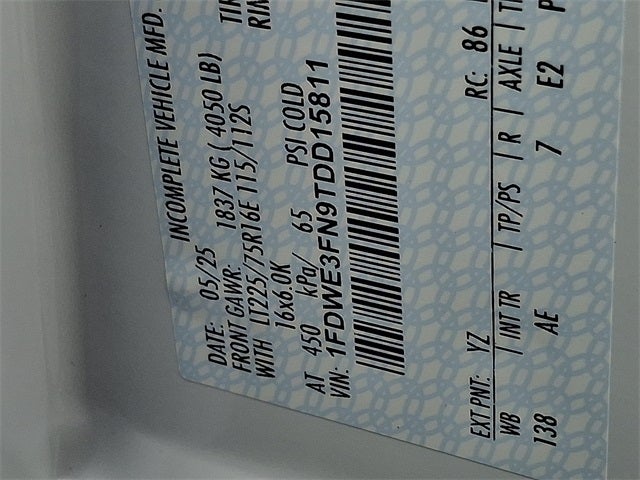 INCOMPLETE VEHICLE MFD.
DATE: 05/25
FRONT GAWR: 1837 KG ( 4050 LB)
WITH LT225/75R16E 115/112S TIR
16x6.0K RIM
AT 450 kPa/ 65 PSI COLD
VIN: 1FDWE3FN9TDD15811
EXT PNT: YZ RC: 86
WB INT TR TP/PS R AXLE
138 AE 7 E2